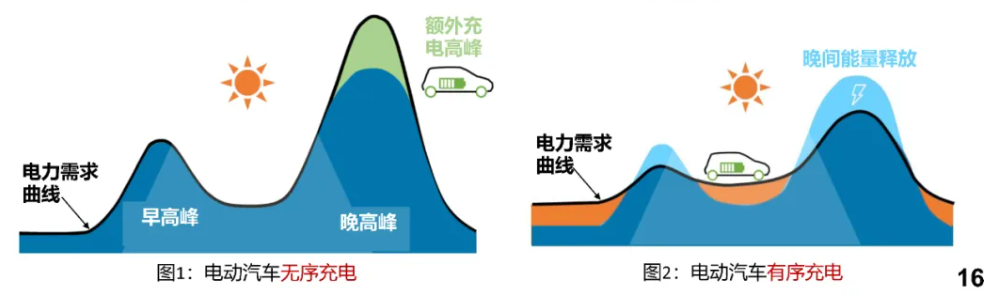 额外充
电高峰
电力需求
曲线
早高峰
晚高峰
图1：电动汽车无序充电
晚间能量释放
电力需求
曲线
图2：电动汽车有序充电
16